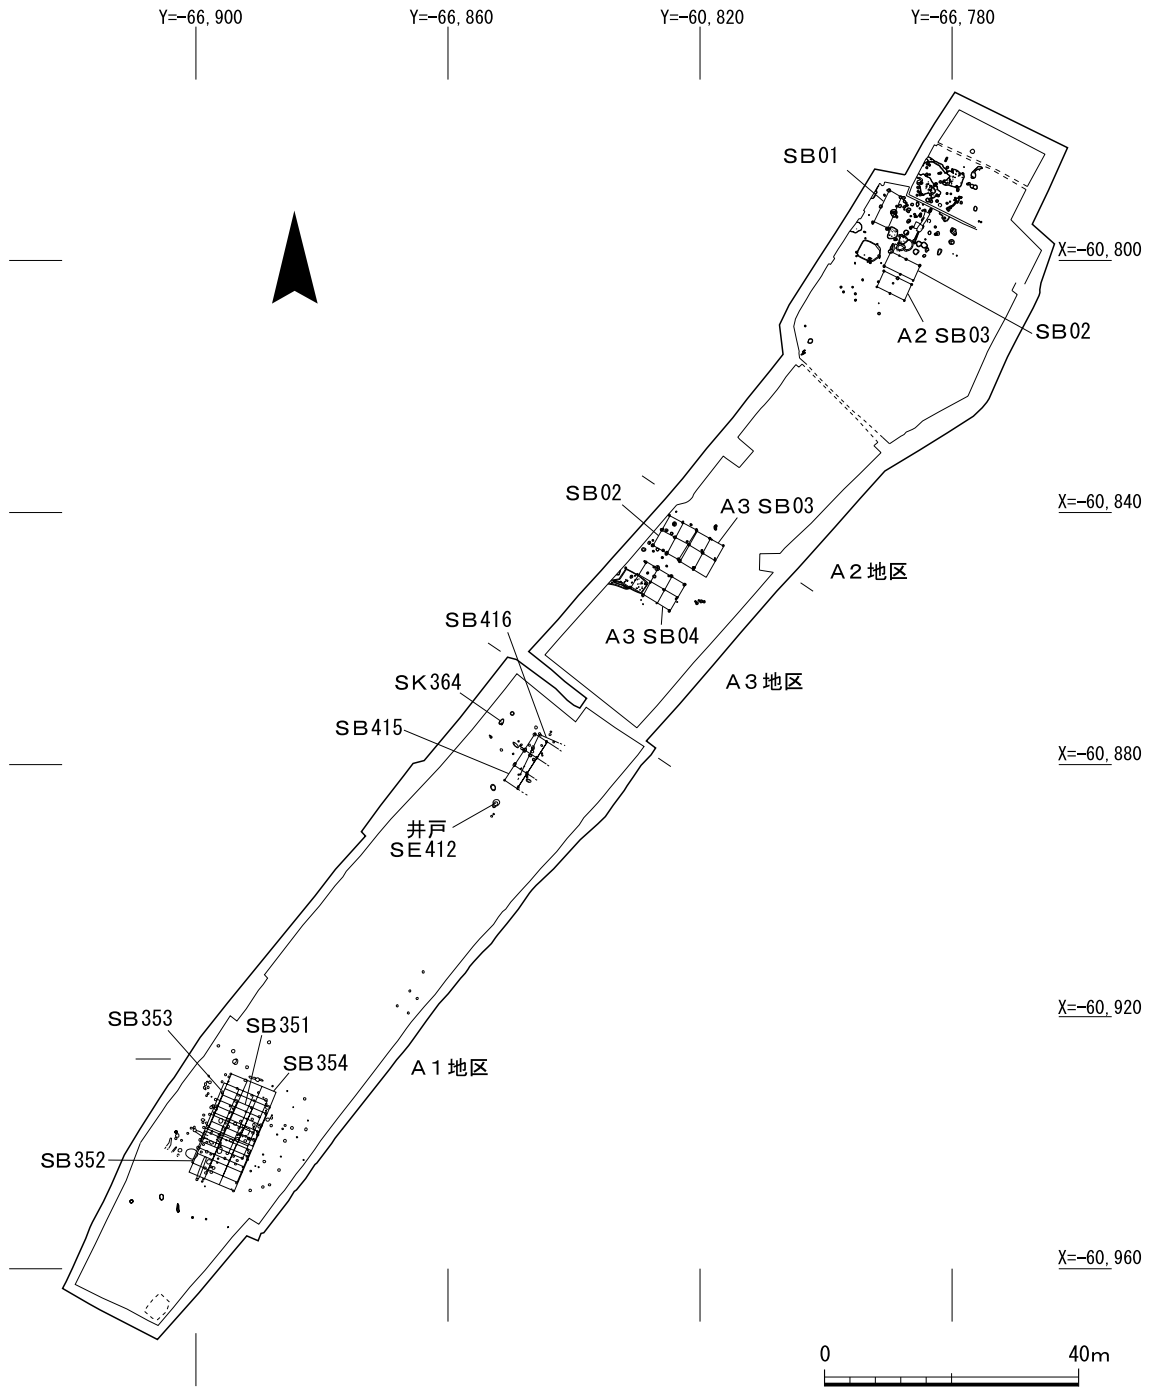 Y=-66,900
Y=-66,860
Y=-60,820
Y=-66,780
SB01
X=-60,800
A2 SB03
SB02
SB02
A3 SB03
X=-60,840
A2地区
SB416
A3 SB04
SK364
A3地区
SB415
X=-60,880
井戸
SE412
SB353
SB351
X=-60,920
SB354
A1地区
SB352
X=-60,960
0
40m